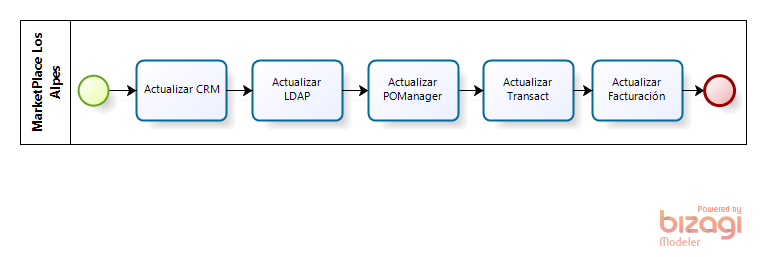 MarketPlace Los
Alpes
Actualizar CRM
Actualizar
LDAP
Actualizar
POManager
Actualizar
Transact
Actualizar
Facturación
Powered by
bizagi
Modeler